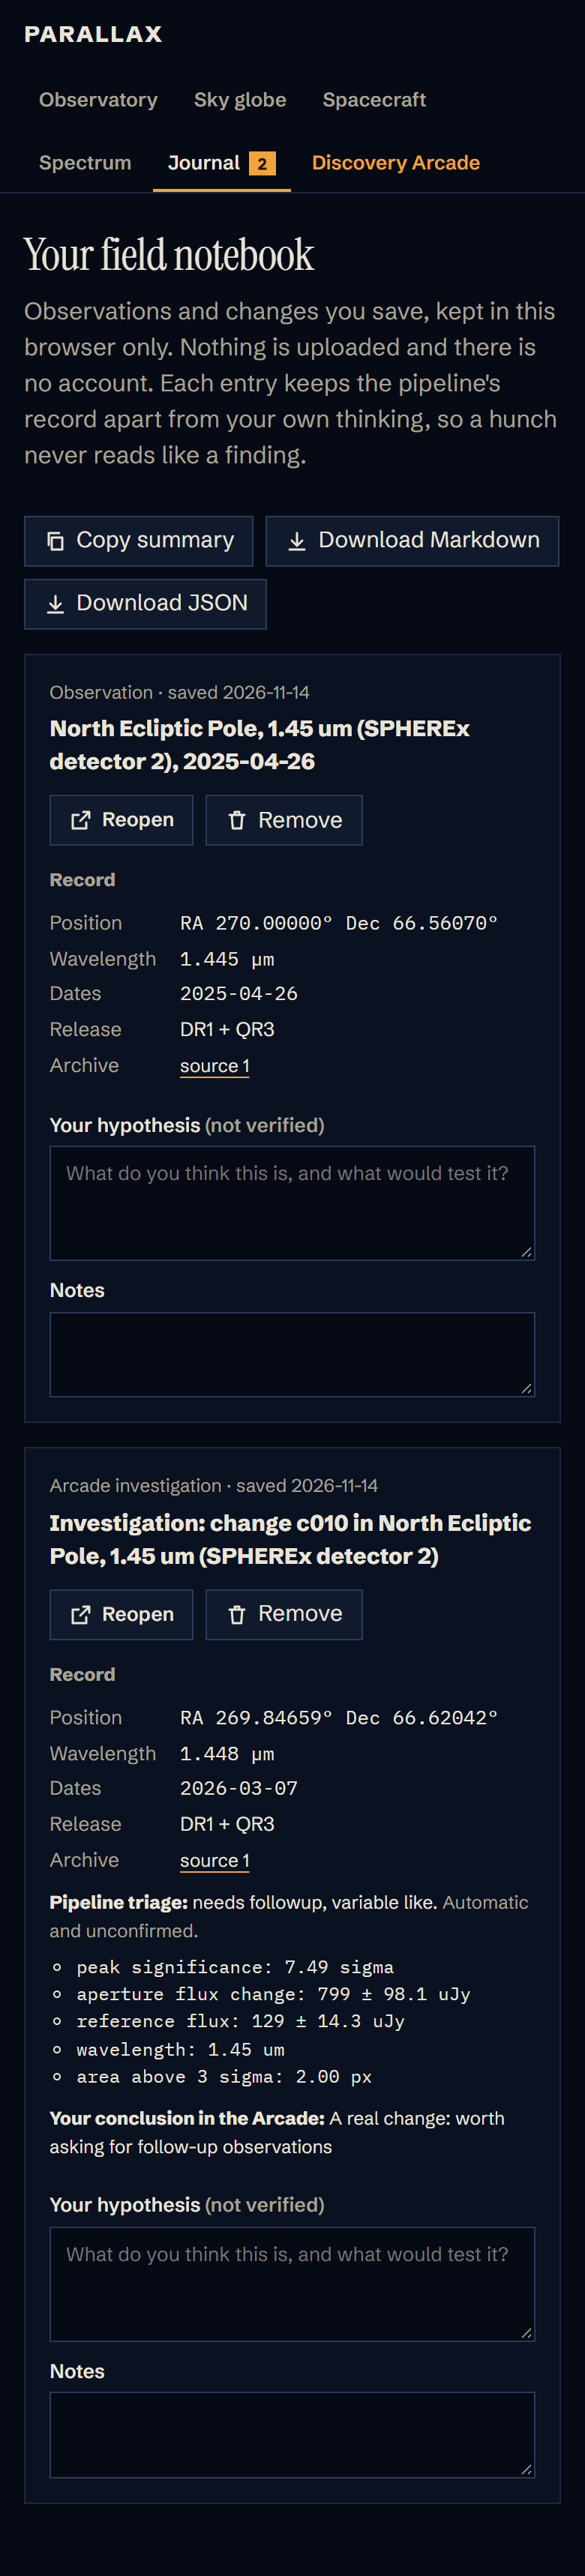 PARALLAX
Observatory Sky globe Spacecraft
Spectrum Journal 2 Discovery Arcade
Your field notebook
Observations and changes you save, kept in this
browser only. Nothing is uploaded and there is
no account. Each entry keeps the pipeline's
record apart from your own thinking, so a hunch
never reads like a finding.
Copy summary Download Markdown
Download JSON
Observation · saved 2026-11-14
North Ecliptic Pole, 1.45 um (SPHEREx
detector 2), 2025-04-26
Reopen Remove
Record
Position RA 270.00000° Dec 66.56070°
Wavelength 1.445 µm
Dates 2025-04-26
Release DR1 + QR3
Archive source 1
Your hypothesis (not verified)
What do you think this is, and what would test it?
Notes
Arcade investigation · saved 2026-11-14
Investigation: change c010 in North Ecliptic
Pole, 1.45 um (SPHEREx detector 2)
Reopen Remove
Record
Position RA 269.84659° Dec 66.62042°
Wavelength 1.448 µm
Dates 2026-03-07
Release DR1 + QR3
Archive source 1
Pipeline triage: needs followup, variable like. Automatic
and unconfirmed.
peak significance: 7.49 sigma
aperture flux change: 799 ± 98.1 uJy
reference flux: 129 ± 14.3 uJy
wavelength: 1.45 um
area above 3 sigma: 2.00 px
Your conclusion in the Arcade: A real change: worth
asking for follow-up observations
Your hypothesis (not verified)
What do you think this is, and what would test it?
Notes